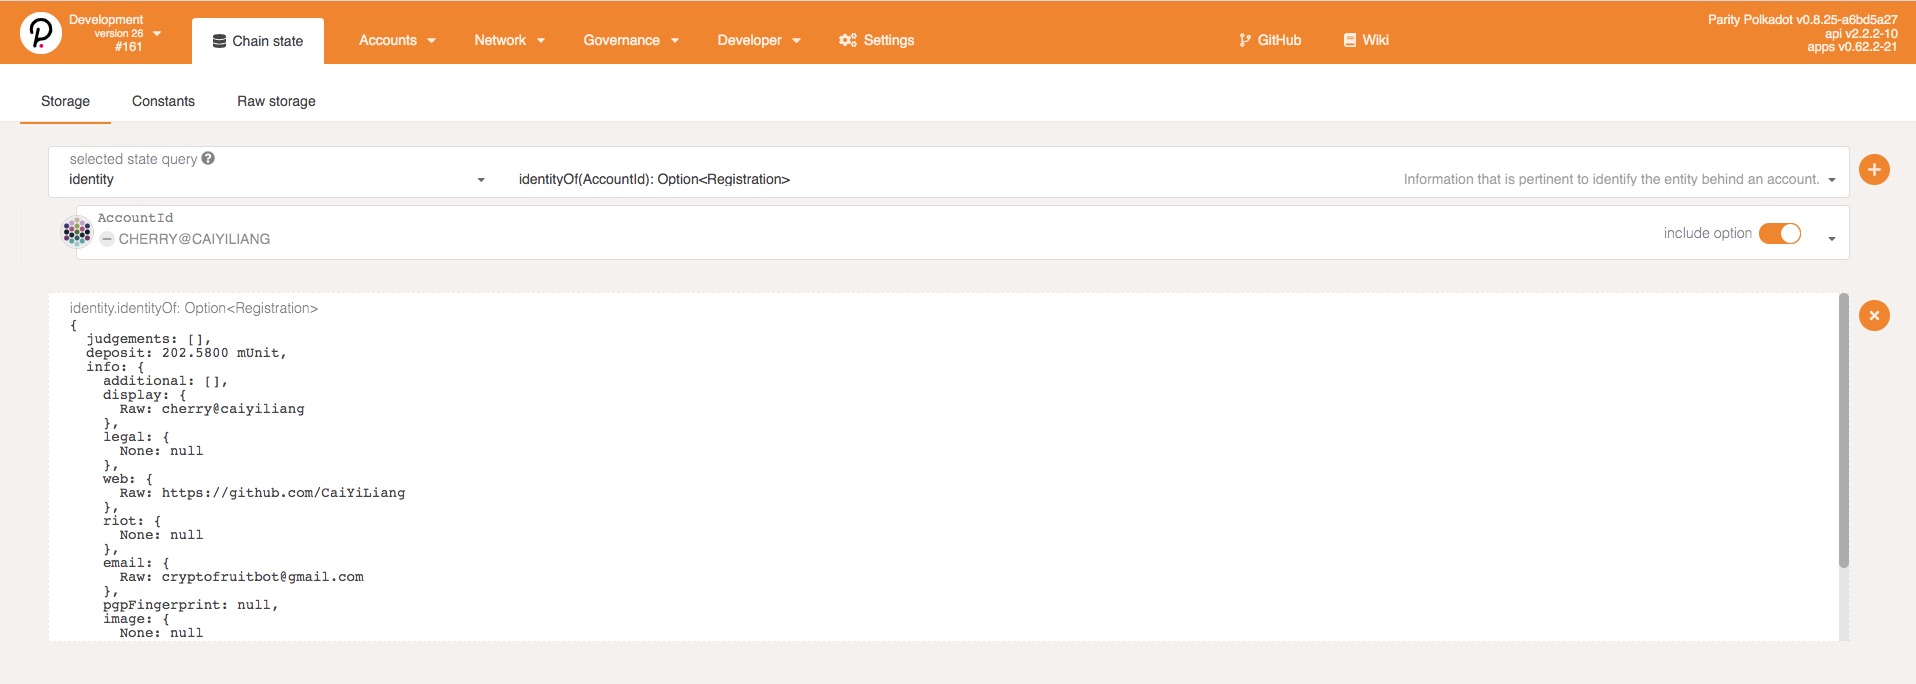 Development
version 26
#161
Chain state
Accounts
Network
Governance
Developer
Settings
GitHub
Wiki
Parity Polkadot v0.8.25-a6bd5a27
api v2.2.2-10
apps v0.62.2-21
Storage
Constants
Raw storage
selected state query
identity
identityOf(AccountId): Option<Registration>
Information that is pertinent to identify the entity behind an account.
AccountId
CHERRY@CAIYILIANG
include option
identity.identityOf: Option<Registration>
{
judgements: [],
deposit: 202.5800 mUnit,
info: {
additional: [],
display: {
Raw: cherry@caiyiliang
},
legal: {
None: null
},
web: {
Raw: https://github.com/CaiYiLiang
},
riot: {
None: null
},
email: {
Raw: cryptofruitbot@gmail.com
},
pgpFingerprint: null,
image: {
None: null